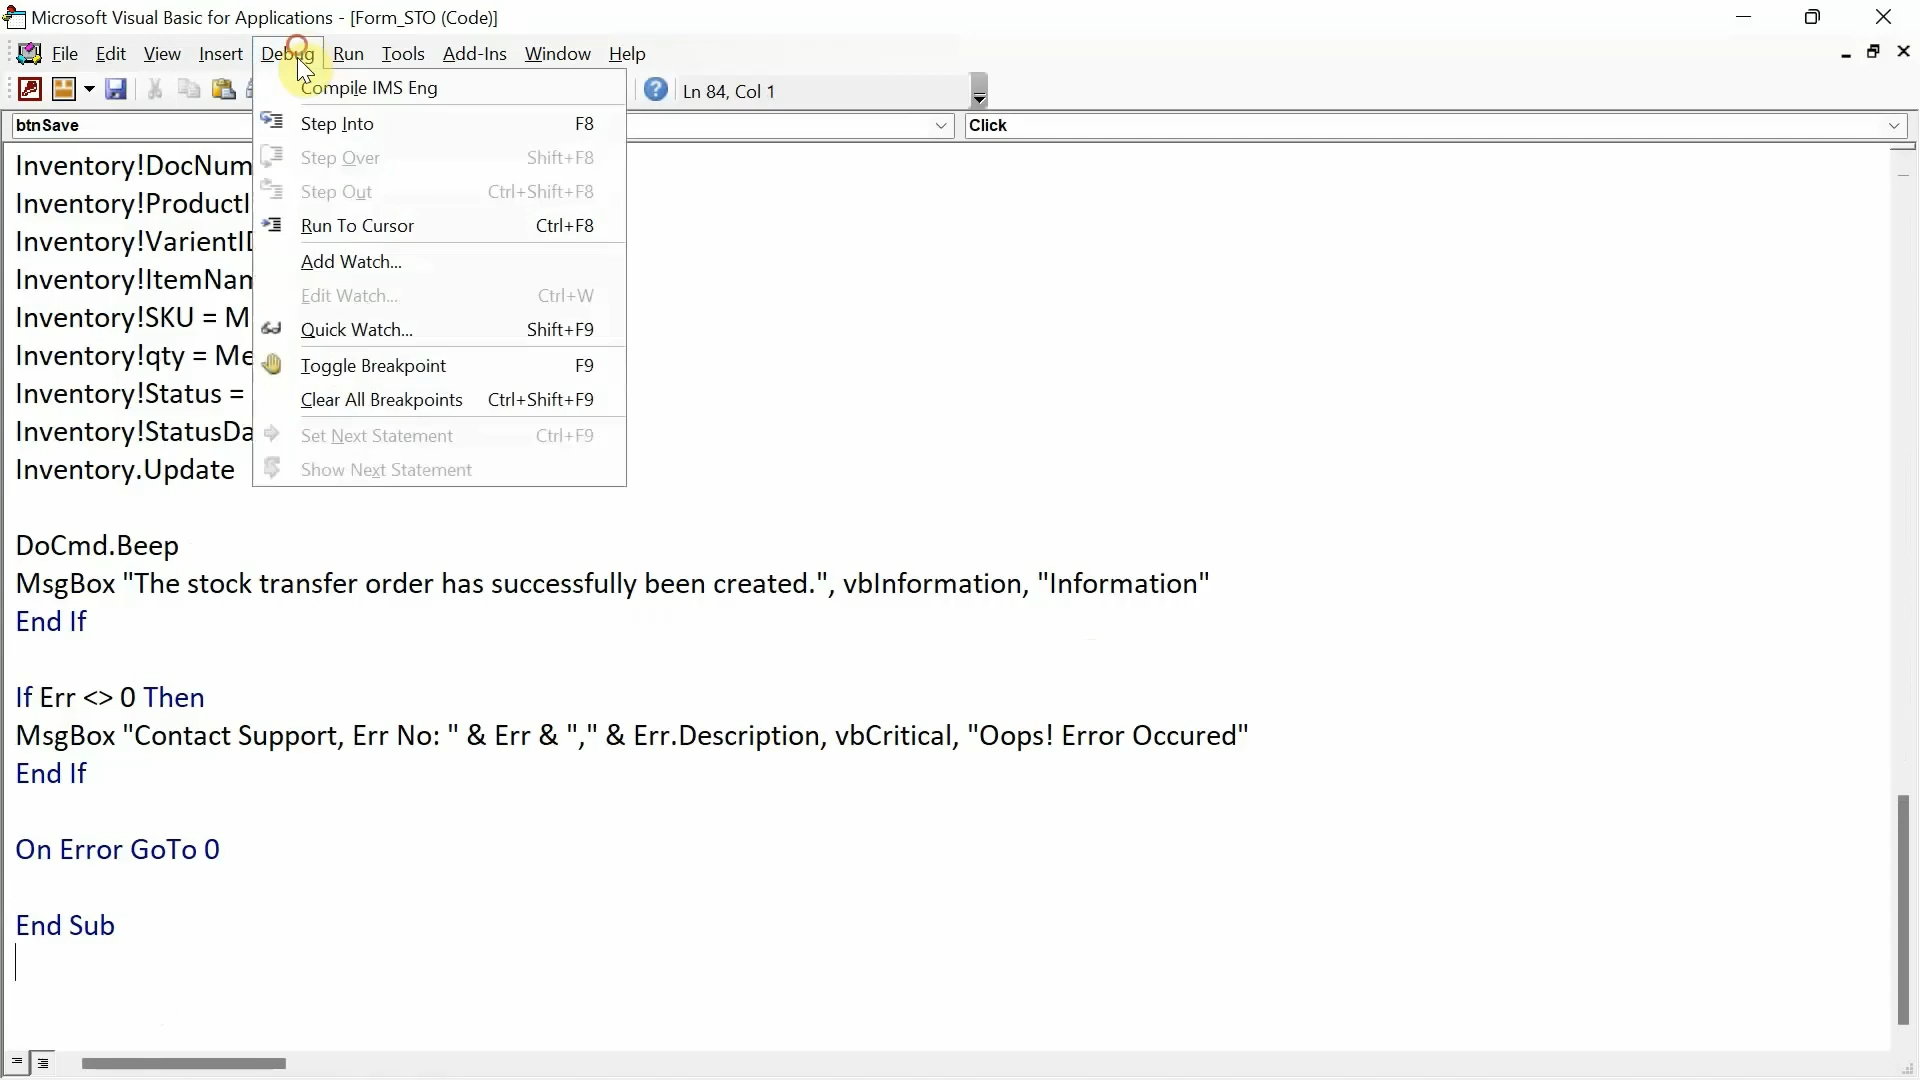 Microsoft Visual Basic for Applications - [Form_STO (Code)]
File Edit View Insert Debug Run Tools Add-Ins Window Help
Ln 84, Col 1
btnSave
Click
Compile IMS Eng
Step Into F8
Step Over Shift+F8
Step Out Ctrl+Shift+F8
Run To Cursor Ctrl+F8
Add Watch...
Edit Watch... Ctrl+W
Quick Watch... Shift+F9
Toggle Breakpoint F9
Clear All Breakpoints Ctrl+Shift+F9
Set Next Statement Ctrl+F9
Show Next Statement
Inventory!DocNum
Inventory!ProductI
Inventory!VarientID
Inventory!ItemNam
Inventory!SKU = M
Inventory!qty = Me
Inventory!Status =
Inventory!StatusDa
Inventory.Update
DoCmd.Beep
MsgBox "The stock transfer order has successfully been created.", vbInformation, "Information"
End If
If Err <> 0 Then
MsgBox "Contact Support, Err No: " & Err & "," & Err.Description, vbCritical, "Oops! Error Occured"
End If
On Error GoTo 0
End Sub